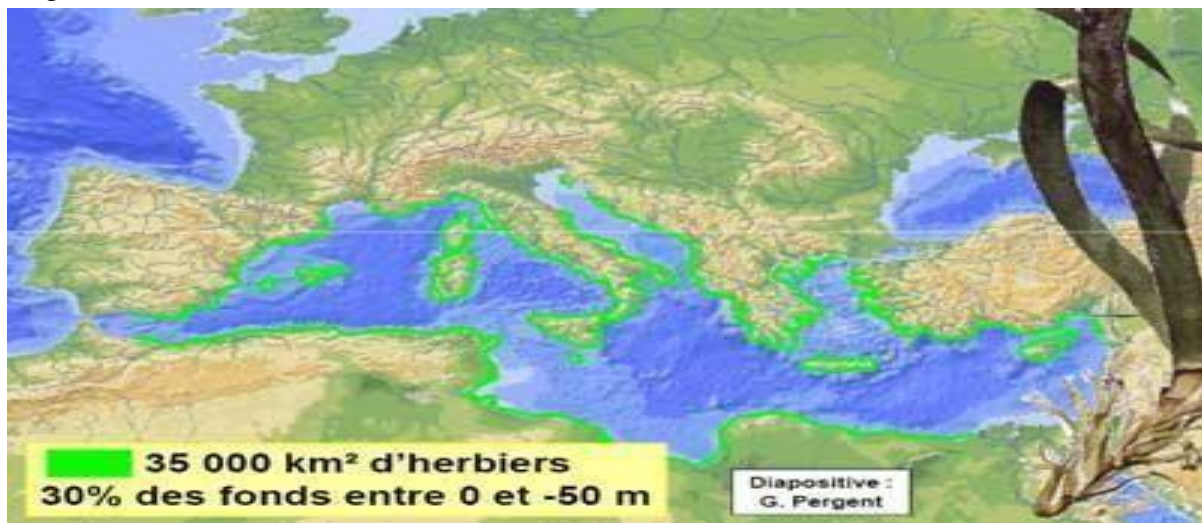 35 000 km² d'herbiers
30% des fonds entre 0 et -50 m
Diapositive :
G. Pergent